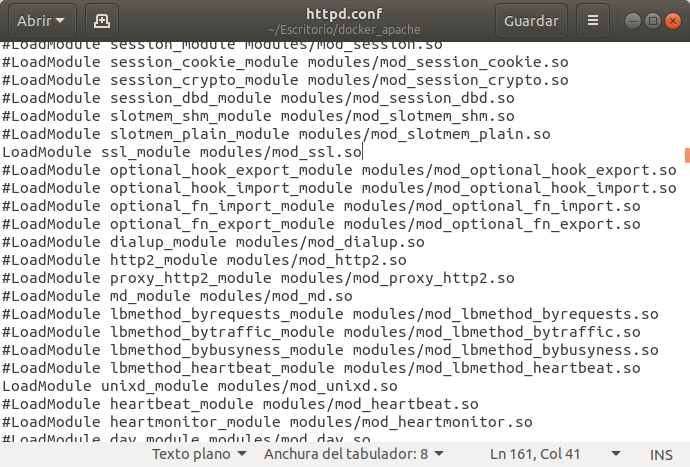 Abrir
httpd.conf
~/Escritorio/docker_apache
Guardar
#LoadModule session_module modules/mod_session.so
#LoadModule session_cookie_module modules/mod_session_cookie.so
#LoadModule session_crypto_module modules/mod_session_crypto.so
#LoadModule session_dbd_module modules/mod_session_dbd.so
#LoadModule slotmem_shm_module modules/mod_slotmem_shm.so
#LoadModule slotmem_plain_module modules/mod_slotmem_plain.so
LoadModule ssl_module modules/mod_ssl.so
#LoadModule optional_hook_export_module modules/mod_optional_hook_export.so
#LoadModule optional_hook_import_module modules/mod_optional_hook_import.so
#LoadModule optional_fn_import_module modules/mod_optional_fn_import.so
#LoadModule optional_fn_export_module modules/mod_optional_fn_export.so
#LoadModule dialup_module modules/mod_dialup.so
#LoadModule http2_module modules/mod_http2.so
#LoadModule proxy_http2_module modules/mod_proxy_http2.so
#LoadModule md_module modules/mod_md.so
#LoadModule lbmethod_byrequests_module modules/mod_lbmethod_byrequests.so
#LoadModule lbmethod_bytraffic_module modules/mod_lbmethod_bytraffic.so
#LoadModule lbmethod_bybusyness_module modules/mod_lbmethod_bybusyness.so
#LoadModule lbmethod_heartbeat_module modules/mod_lbmethod_heartbeat.so
LoadModule unixd_module modules/mod_unixd.so
#LoadModule heartbeat_module modules/mod_heartbeat.so
#LoadModule heartmonitor_module modules/mod_heartmonitor.so
#LoadModule dav_module modules/mod_dav.so
Texto plano Anchura del tabulador: 8 Ln 161, Col 41 INS